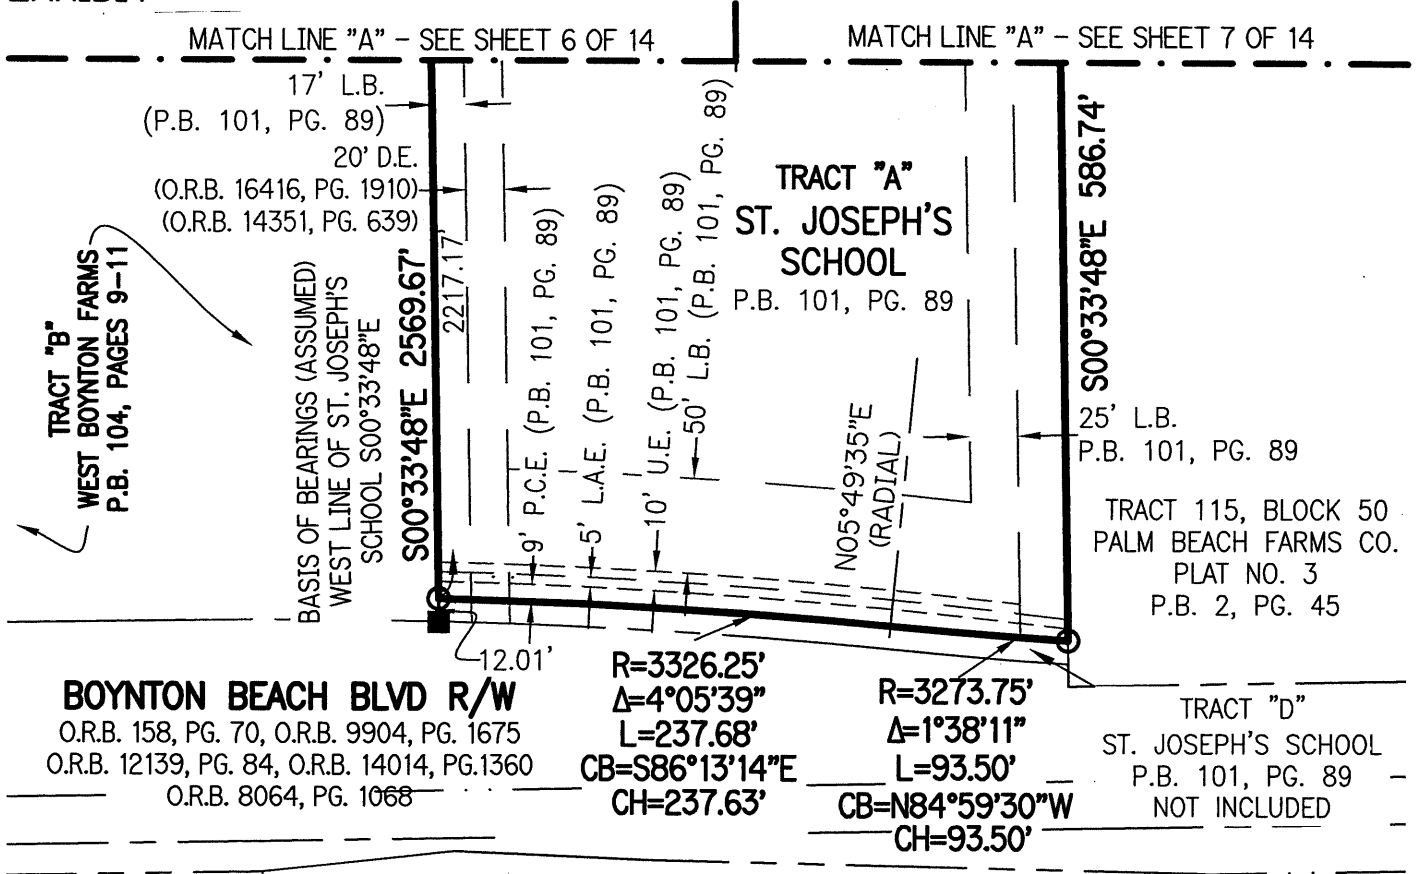 MATCH LINE "A" - SEE SHEET 6 OF 14
MATCH LINE "A" - SEE SHEET 7 OF 14
17' L.B.
(P.B. 101, PG. 89)
20' D.E.
(O.R.B. 16416, PG. 1910)
(O.R.B. 14351, PG. 639)
TRACT "B"
WEST BOYNTON FARMS
P.B. 104, PAGES 9-11
BASIS OF BEARINGS (ASSUMED)
WEST LINE OF ST. JOSEPH'S
SCHOOL S00°33'48"E
S00°33'48"E 2569.67'
2217.17'
9' P.C.E. (P.B. 101, PG. 89)
5' L.A.E. (P.B. 101, PG. 89)
10' U.E. (P.B. 101, PG. 89)
50' L.B. (P.B. 101, PG. 89)
TRACT "A"
ST. JOSEPH'S
SCHOOL
P.B. 101, PG. 89
N05°49'35"E
(RADIAL)
S00°33'48"E 586.74'
25' L.B.
P.B. 101, PG. 89
TRACT 115, BLOCK 50
PALM BEACH FARMS CO.
PLAT NO. 3
P.B. 2, PG. 45
12.01'
BOYNTON BEACH BLVD R/W
O.R.B. 158, PG. 70, O.R.B. 9904, PG. 1675
O.R.B. 12139, PG. 84, O.R.B. 14014, PG.1360
O.R.B. 8064, PG. 1068
R=3326.25'
Δ=4°05'39"
L=237.68'
CB=S86°13'14"E
CH=237.63'
R=3273.75'
Δ=1°38'11"
L=93.50'
CB=N84°59'30"W
CH=93.50'
TRACT "D"
ST. JOSEPH'S SCHOOL
P.B. 101, PG. 89
NOT INCLUDED